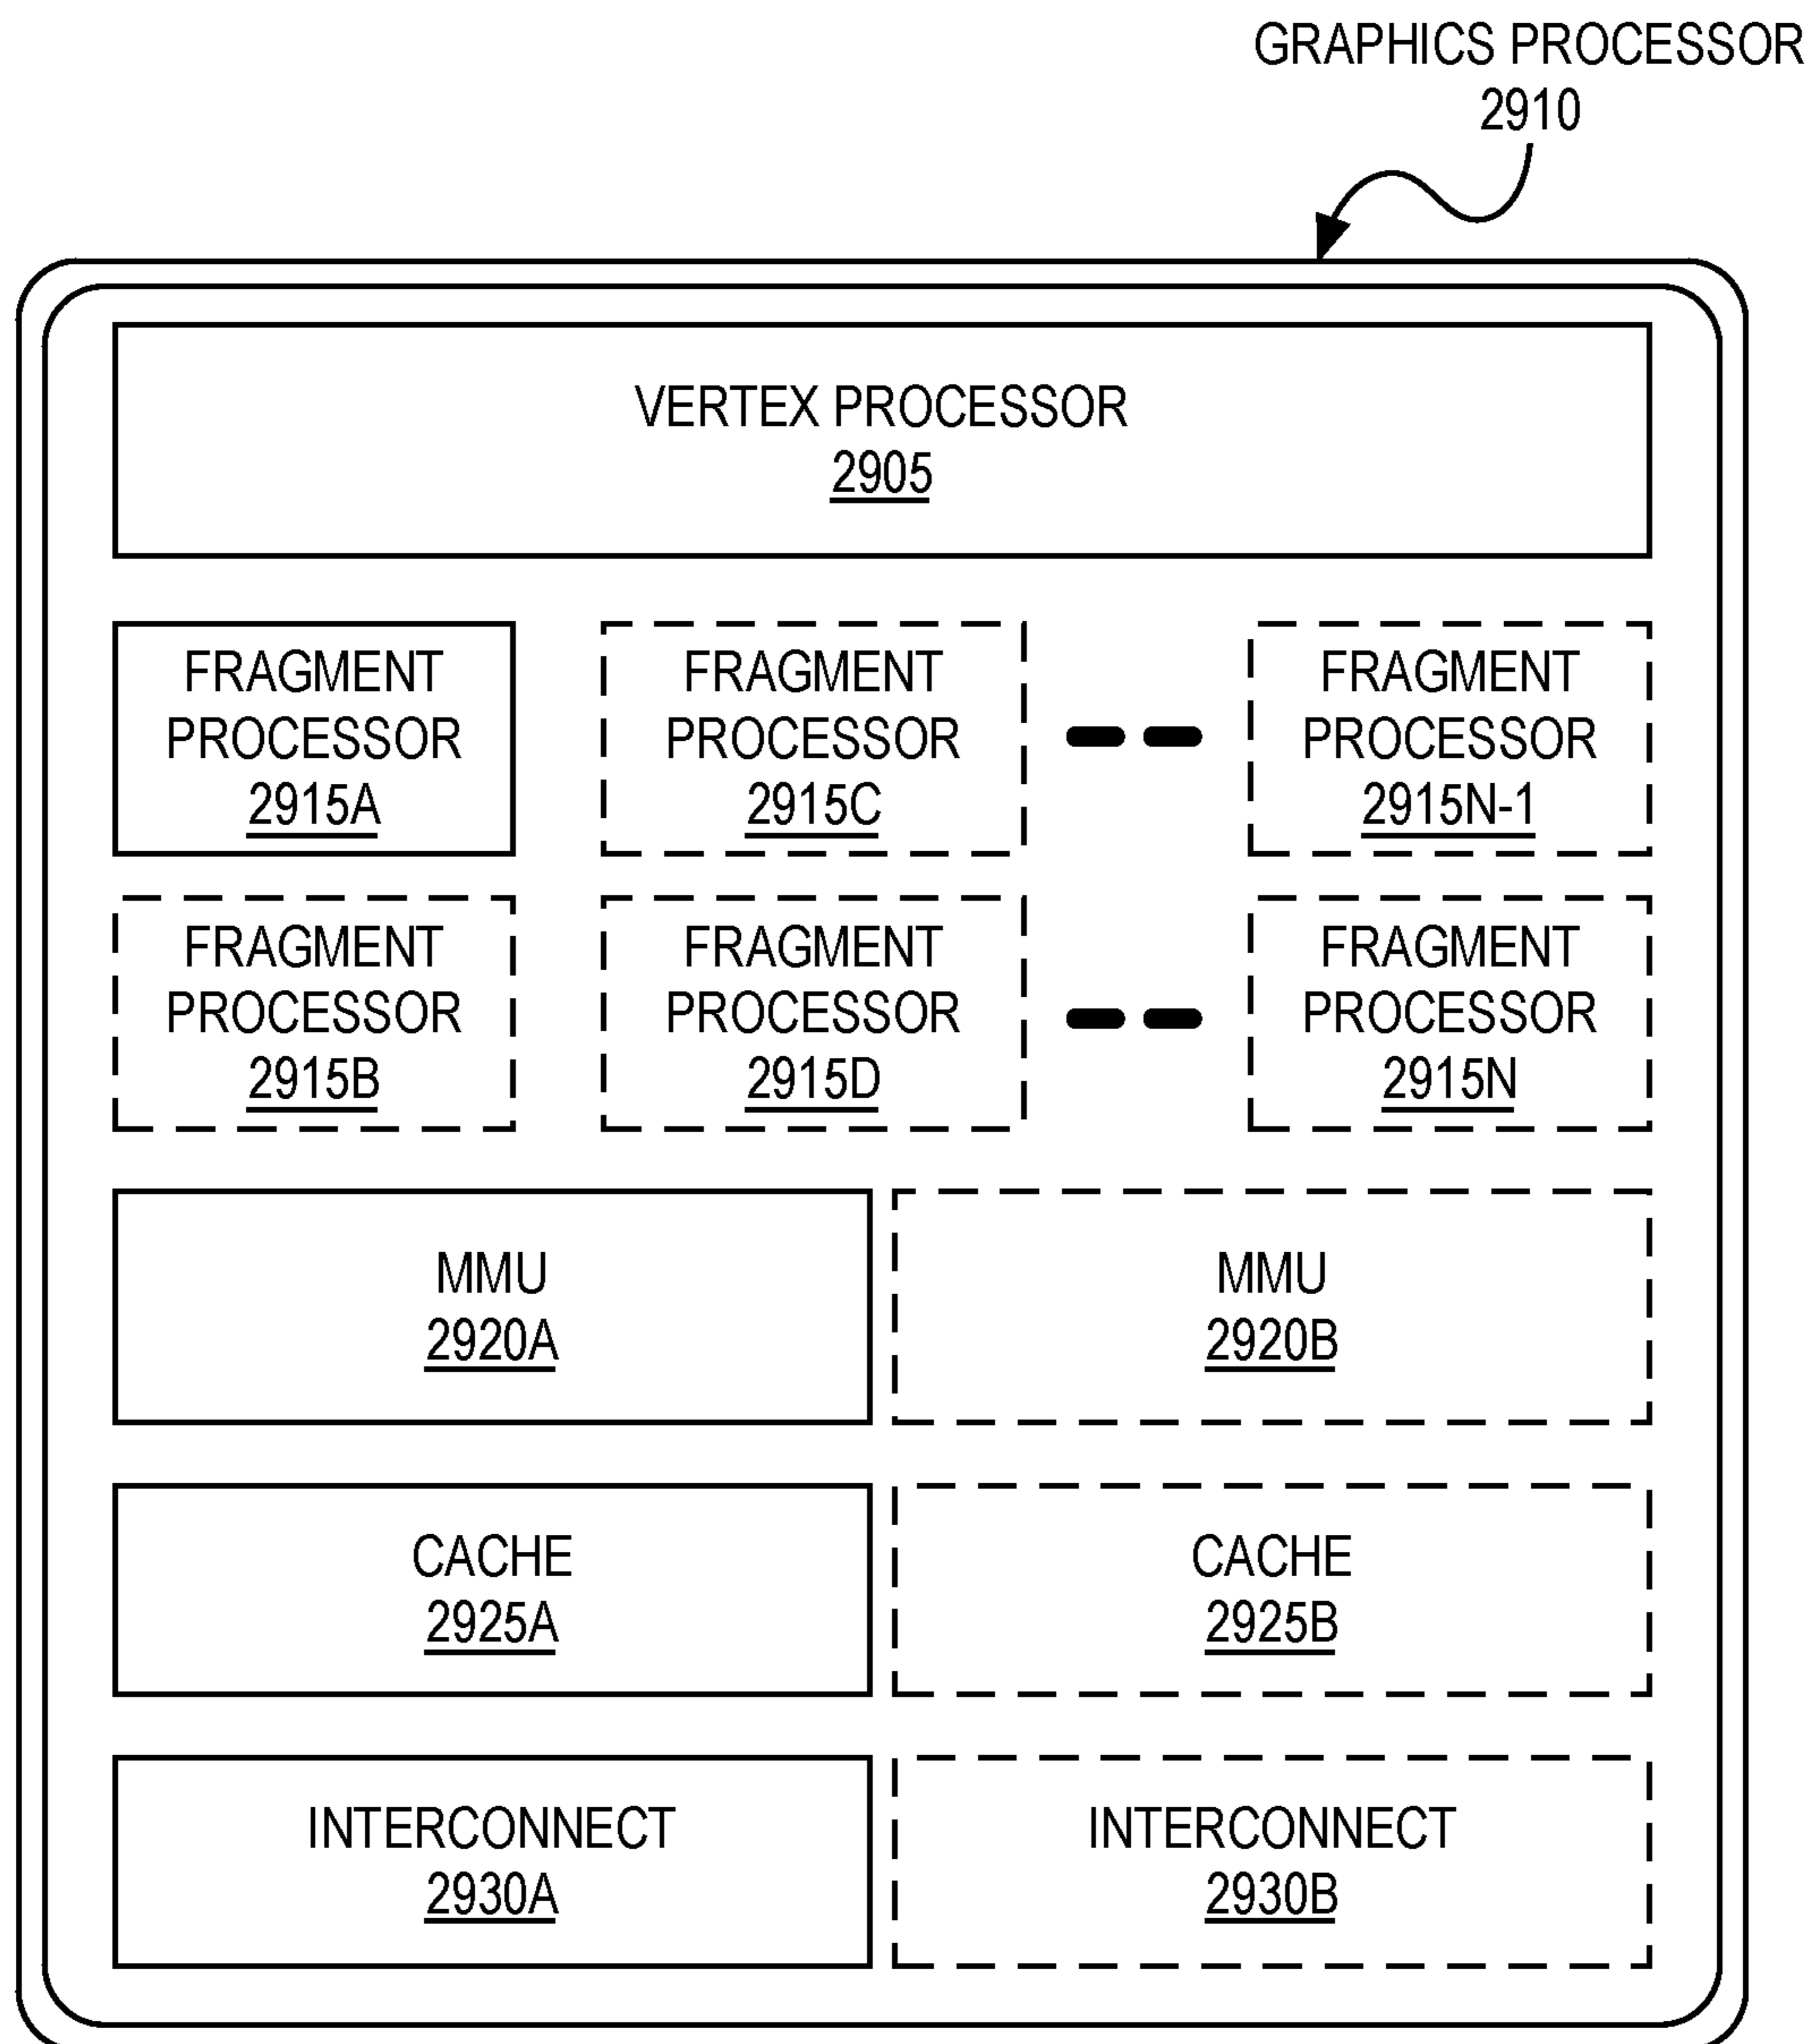 GRAPHICS PROCESSOR
2910
VERTEX PROCESSOR
2905
FRAGMENT
PROCESSOR
2915A
FRAGMENT
PROCESSOR
2915C
FRAGMENT
PROCESSOR
2915N-1
FRAGMENT
PROCESSOR
2915B
FRAGMENT
PROCESSOR
2915D
FRAGMENT
PROCESSOR
2915N
MMU
2920A
MMU
2920B
CACHE
2925A
CACHE
2925B
INTERCONNECT
2930A
INTERCONNECT
2930B